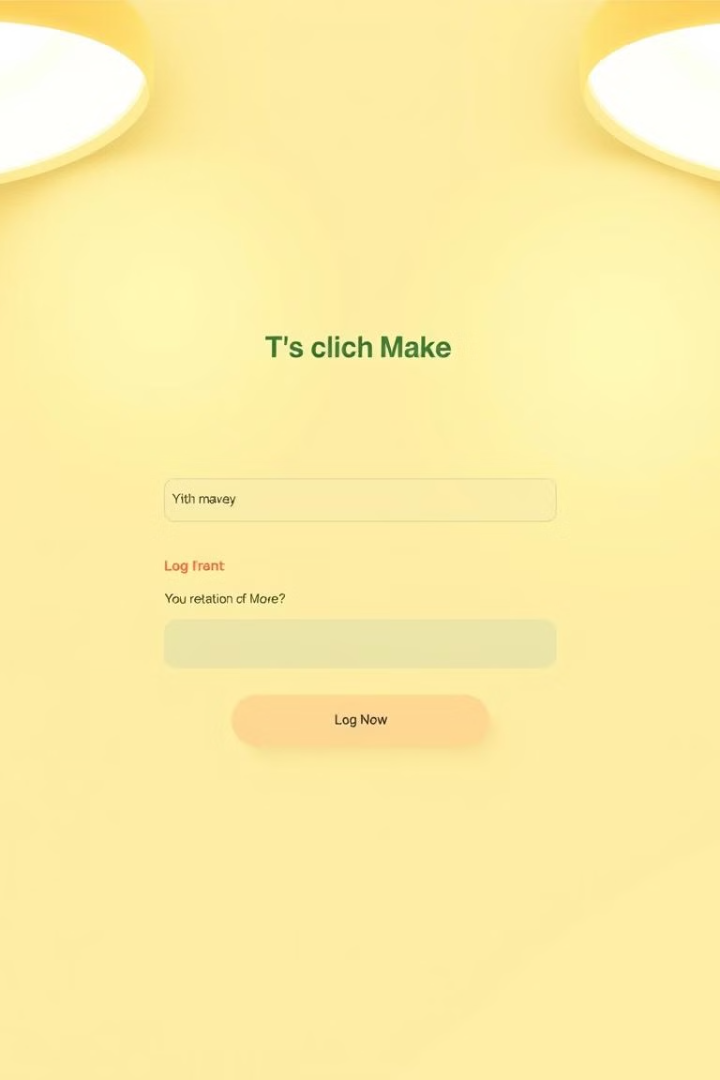 T's clich Make
Yith mavey
Log Frant
You retation of More?
Log Now